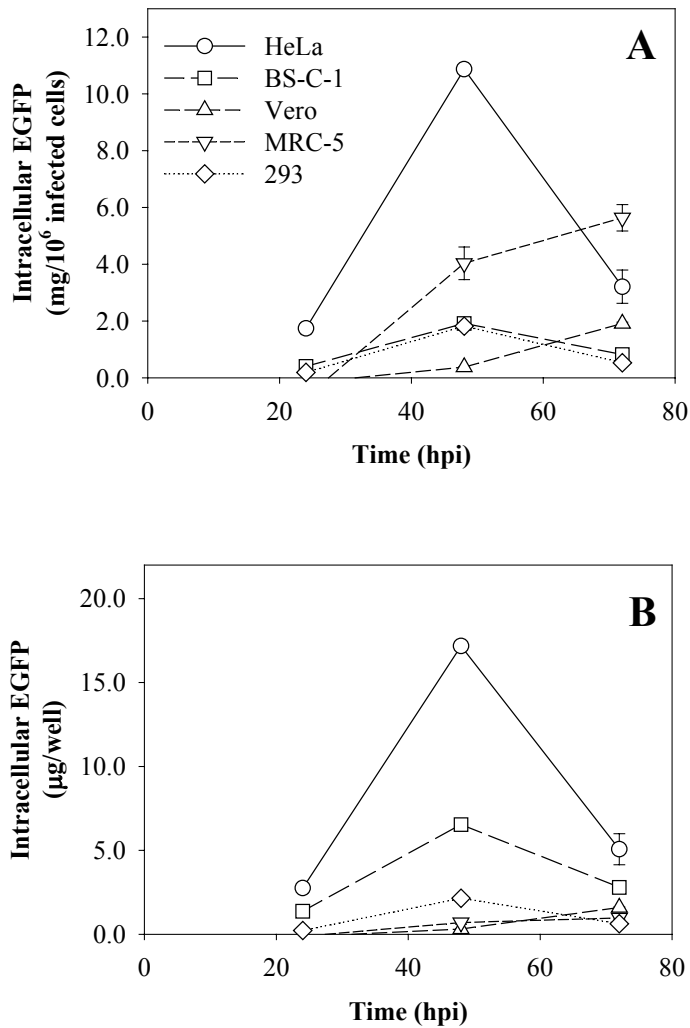 12.0
10.0
8.0
6.0
4.0
2.0
0.0
Intracellular EGFP
(mg/10⁶ infected cells)
HeLa
BS-C-1
Vero
MRC-5
293
A
0 20 40 60 80
Time (hpi)
20.0
15.0
10.0
5.0
0.0
Intracellular EGFP
(µg/well)
B
0 20 40 60 80
Time (hpi)